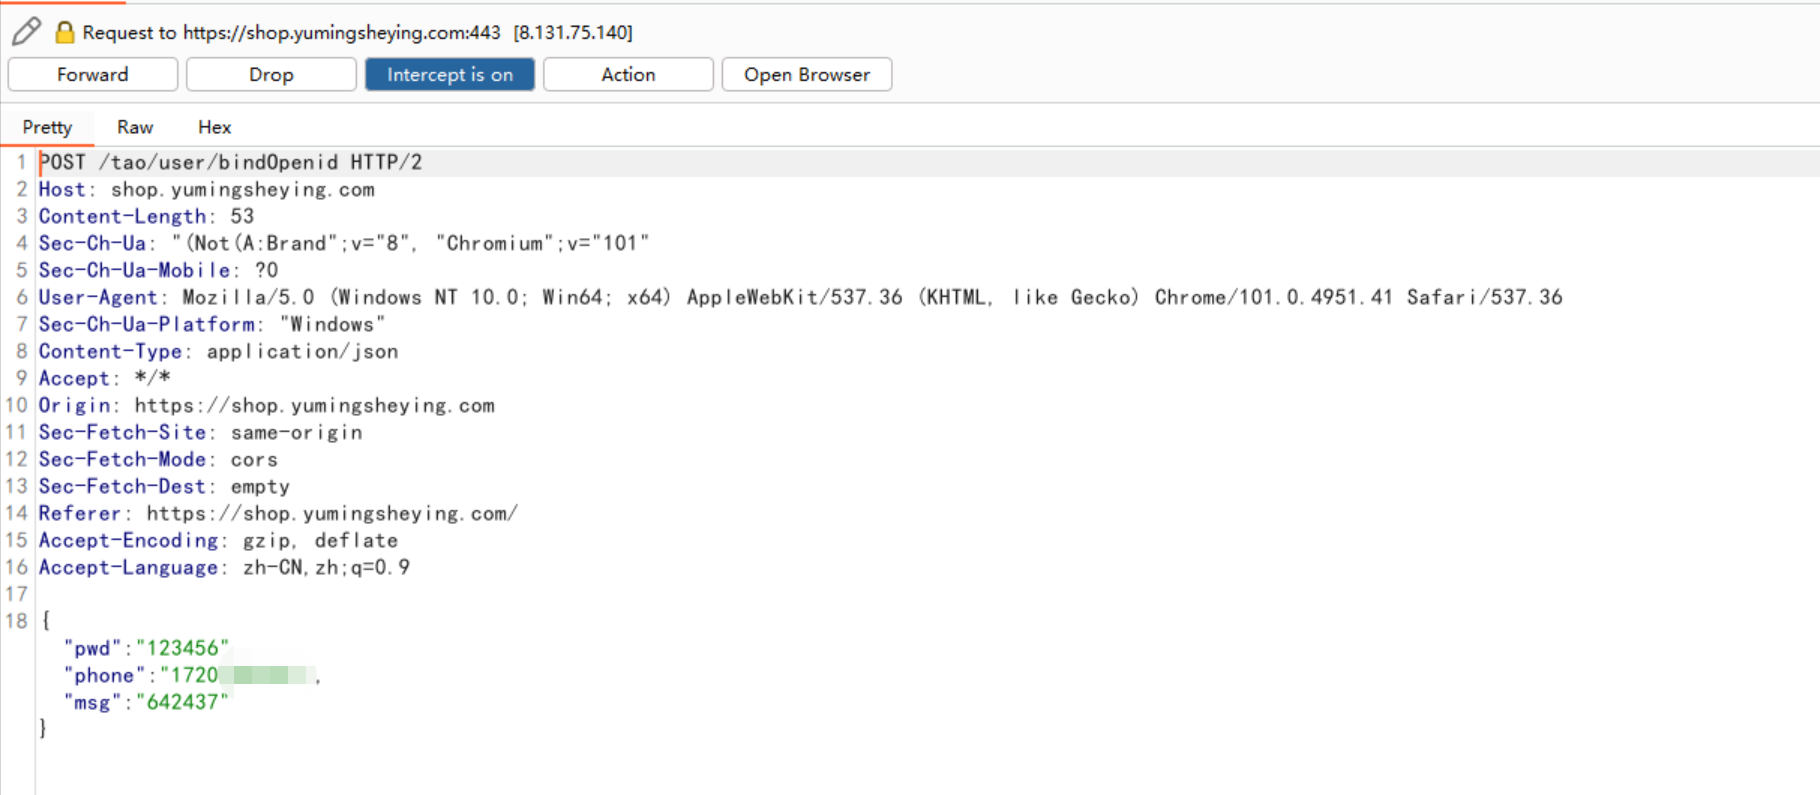 Request to https://shop.yumingsheying.com:443 [8.131.75.140]
Forward Drop Intercept is on Action Open Browser
Pretty Raw Hex
1 POST /tao/user/bindOpenid HTTP/2
2 Host: shop.yumingsheying.com
3 Content-Length: 53
4 Sec-Ch-Ua: "(Not(A:Brand";v="8", "Chromium";v="101"
5 Sec-Ch-Ua-Mobile: ?0
6 User-Agent: Mozilla/5.0 (Windows NT 10.0; Win64; x64) AppleWebKit/537.36 (KHTML, like Gecko) Chrome/101.0.4951.41 Safari/537.36
7 Sec-Ch-Ua-Platform: "Windows"
8 Content-Type: application/json
9 Accept: */*
10 Origin: https://shop.yumingsheying.com
11 Sec-Fetch-Site: same-origin
12 Sec-Fetch-Mode: cors
13 Sec-Fetch-Dest: empty
14 Referer: https://shop.yumingsheying.com/
15 Accept-Encoding: gzip, deflate
16 Accept-Language: zh-CN,zh;q=0.9
17
18 {
"pwd":"123456"
"phone":"1720 ,
"msg":"642437"
}